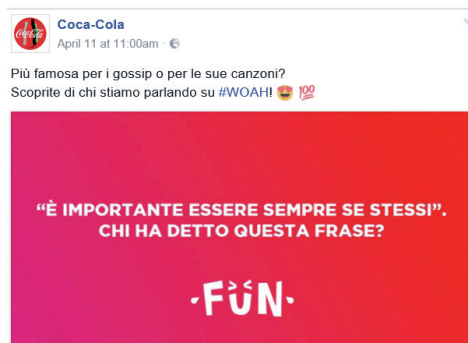 Coca-Cola
Coca-Cola
April 11 at 11:00am ·
Più famosa per i gossip o per le sue canzoni?
Scoprite di chi stiamo parlando su #WOAH! 😍 💯
“È IMPORTANTE ESSERE SEMPRE SE STESSI”.
CHI HA DETTO QUESTA FRASE?
·FÜN·